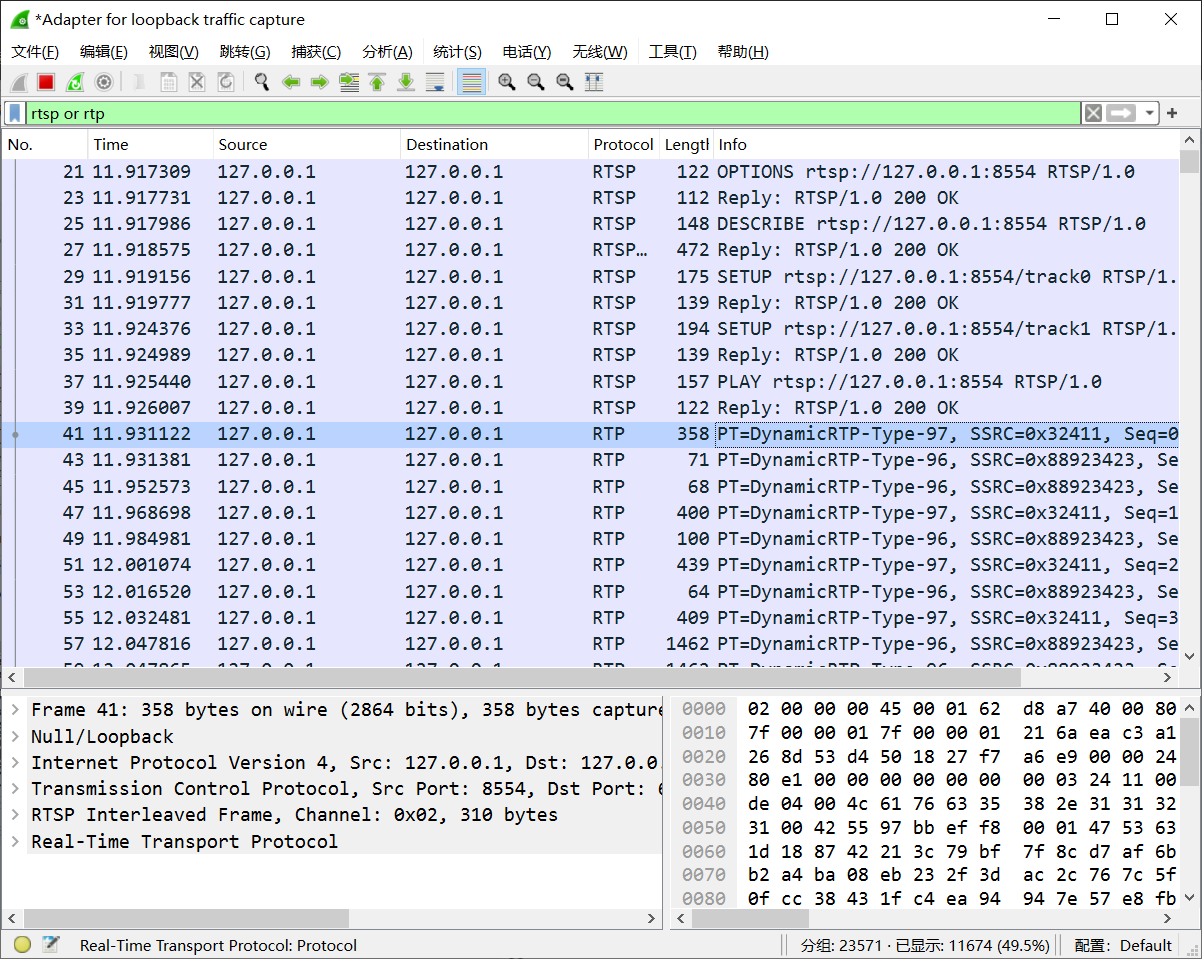 *Adapter for loopback traffic capture
文件(F) 编辑(E) 视图(V) 跳转(G) 捕获(C) 分析(A) 统计(S) 电话(Y) 无线(W) 工具(T) 帮助(H)
rtsp or rtp
No. Time Source Destination Protocol Length Info
21 11.917309 127.0.0.1 127.0.0.1 RTSP 122 OPTIONS rtsp://127.0.0.1:8554 RTSP/1.0
23 11.917731 127.0.0.1 127.0.0.1 RTSP 112 Reply: RTSP/1.0 200 OK
25 11.917986 127.0.0.1 127.0.0.1 RTSP 148 DESCRIBE rtsp://127.0.0.1:8554 RTSP/1.0
27 11.918575 127.0.0.1 127.0.0.1 RTSP… 472 Reply: RTSP/1.0 200 OK
29 11.919156 127.0.0.1 127.0.0.1 RTSP 175 SETUP rtsp://127.0.0.1:8554/track0 RTSP/1.
31 11.919777 127.0.0.1 127.0.0.1 RTSP 139 Reply: RTSP/1.0 200 OK
33 11.924376 127.0.0.1 127.0.0.1 RTSP 194 SETUP rtsp://127.0.0.1:8554/track1 RTSP/1.
35 11.924989 127.0.0.1 127.0.0.1 RTSP 139 Reply: RTSP/1.0 200 OK
37 11.925440 127.0.0.1 127.0.0.1 RTSP 157 PLAY rtsp://127.0.0.1:8554 RTSP/1.0
39 11.926007 127.0.0.1 127.0.0.1 RTSP 122 Reply: RTSP/1.0 200 OK
41 11.931122 127.0.0.1 127.0.0.1 RTP 358 PT=DynamicRTP-Type-97, SSRC=0x32411, Seq=0
43 11.931381 127.0.0.1 127.0.0.1 RTP 71 PT=DynamicRTP-Type-96, SSRC=0x88923423, Se
45 11.952573 127.0.0.1 127.0.0.1 RTP 68 PT=DynamicRTP-Type-96, SSRC=0x88923423, Se
47 11.968698 127.0.0.1 127.0.0.1 RTP 400 PT=DynamicRTP-Type-97, SSRC=0x32411, Seq=1
49 11.984981 127.0.0.1 127.0.0.1 RTP 100 PT=DynamicRTP-Type-96, SSRC=0x88923423, Se
51 12.001074 127.0.0.1 127.0.0.1 RTP 439 PT=DynamicRTP-Type-97, SSRC=0x32411, Seq=2
53 12.016520 127.0.0.1 127.0.0.1 RTP 64 PT=DynamicRTP-Type-96, SSRC=0x88923423, Se
55 12.032481 127.0.0.1 127.0.0.1 RTP 409 PT=DynamicRTP-Type-97, SSRC=0x32411, Seq=3
57 12.047816 127.0.0.1 127.0.0.1 RTP 1462 PT=DynamicRTP-Type-96, SSRC=0x88923423, Se
Frame 41: 358 bytes on wire (2864 bits), 358 bytes capture
Null/Loopback
Internet Protocol Version 4, Src: 127.0.0.1, Dst: 127.0.0.
Transmission Control Protocol, Src Port: 8554, Dst Port:
RTSP Interleaved Frame, Channel: 0x02, 310 bytes
Real-Time Transport Protocol
0000 02 00 00 00 45 00 01 62 d8 a7 40 00 80
0010 7f 00 00 01 7f 00 00 01 21 6a ea c3 a1
0020 26 8d 53 d4 50 18 27 f7 a6 e9 00 00 24
0030 80 e1 00 00 00 00 00 00 00 03 24 11 00
0040 de 04 00 4c 61 76 63 35 38 2e 31 31 32
0050 31 00 42 55 97 bb ef f8 00 01 47 53 63
0060 1d 18 87 42 21 3c 79 bf 7f 8c d7 af 6b
0070 b2 a4 ba 08 eb 23 2f 3d ac 2c 76 7c 5f
0080 0f cc 38 43 1f c4 ea 94 94 7e 57 e8 fb
Real-Time Transport Protocol: Protocol
分组: 23571 · 已显示: 11674 (49.5%)
配置: Default